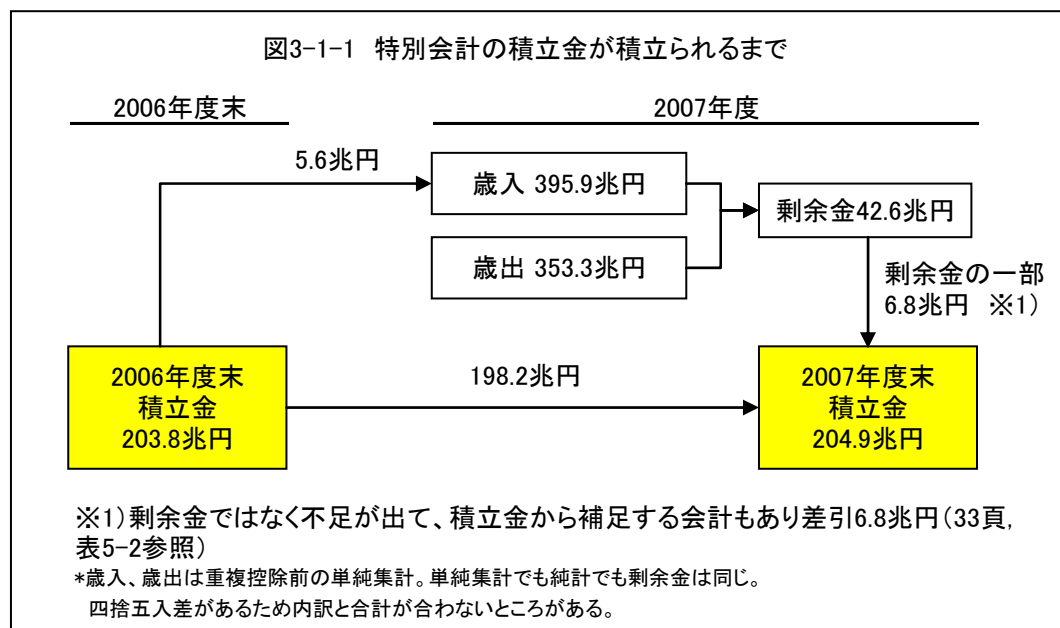 図3-1-1 特別会計の積立金が積立られるまで
2006年度末
2007年度
5.6兆円
歳入 395.9兆円
剰余金42.6兆円
歳出 353.3兆円
剰余金の一部
6.8兆円 ※1)
2006年度末
積立金
203.8兆円
198.2兆円
2007年度末
積立金
204.9兆円
※1)剰余金ではなく不足が出て、積立金から補足する会計もあり差引6.8兆円(33頁,
表5-2参照)
*歳入、歳出は重複控除前の単純集計。単純集計でも純計でも剰余金は同じ。
四捨五入差があるため内訳と合計が合わないところがある。